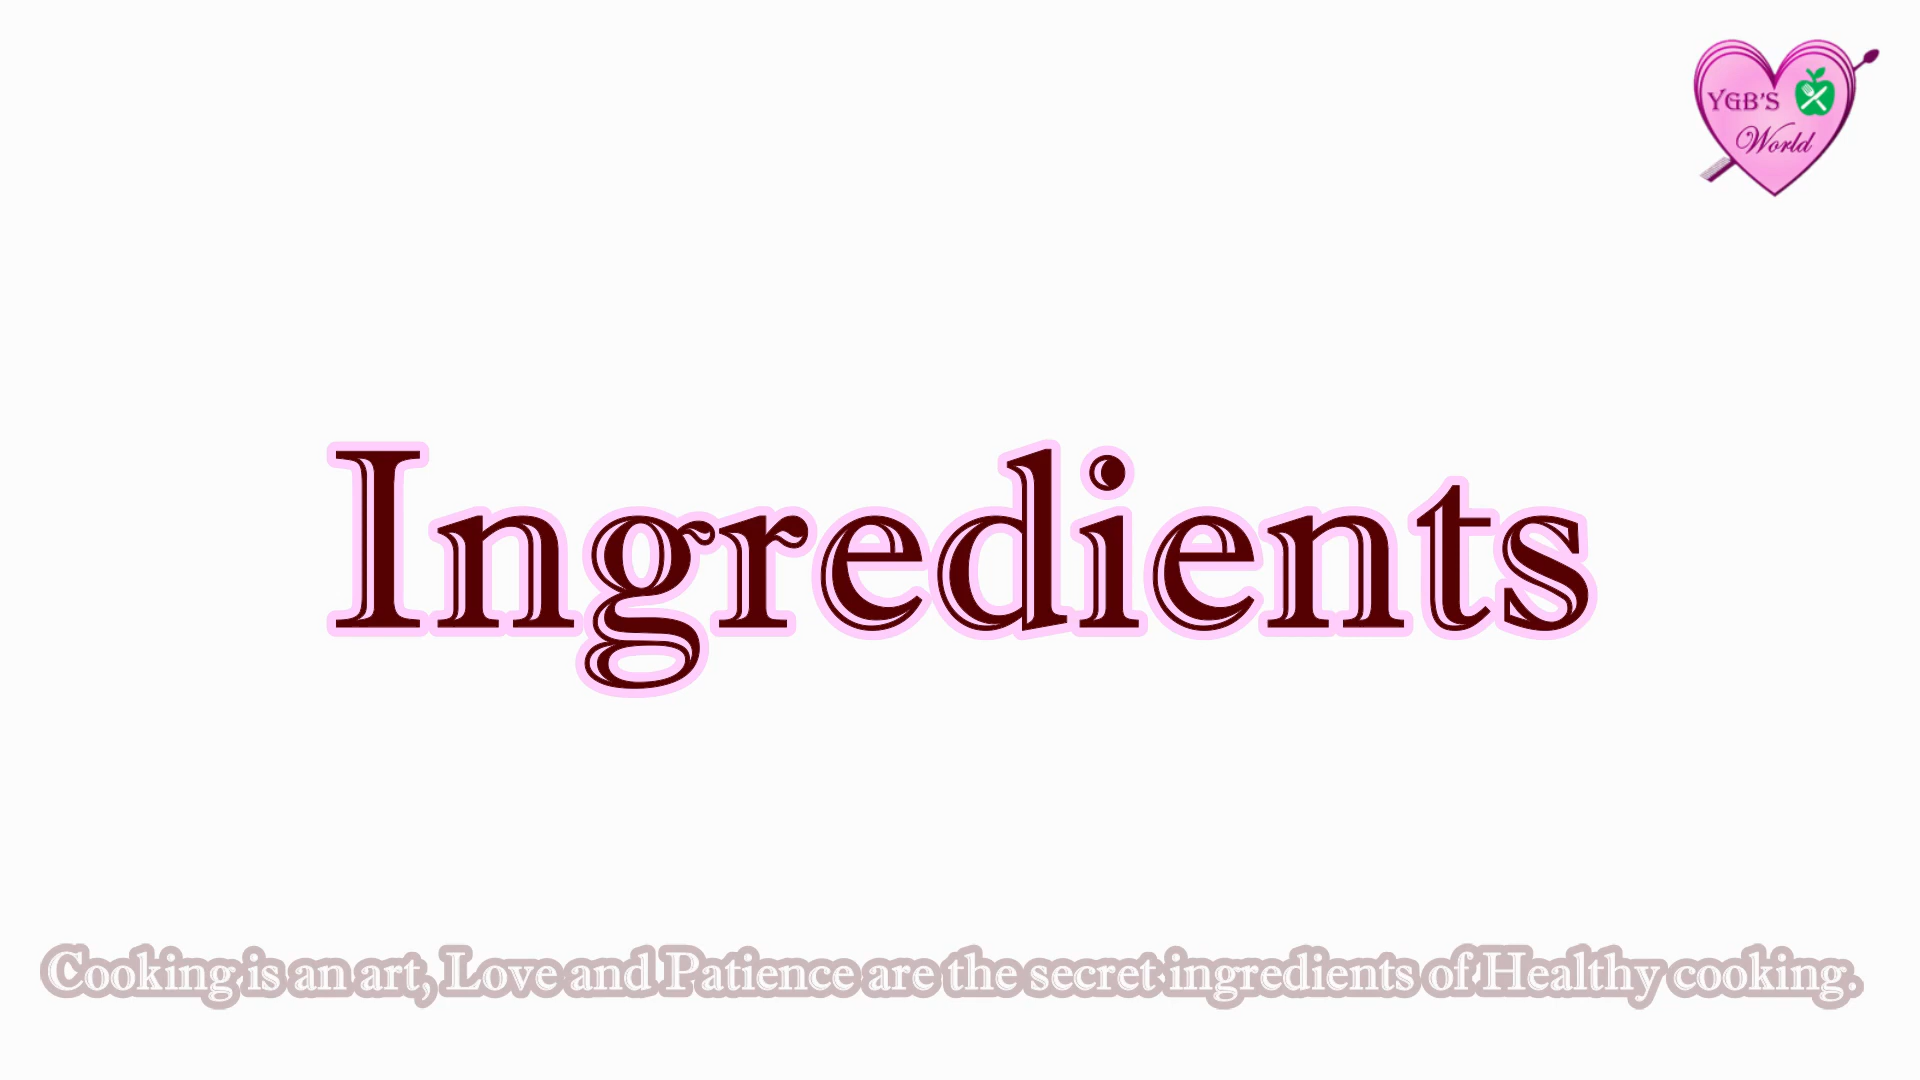 YGB'S
World
Ingredients
Cooking is an art, Love and Patience are the secret ingredients of Healthy cooking.